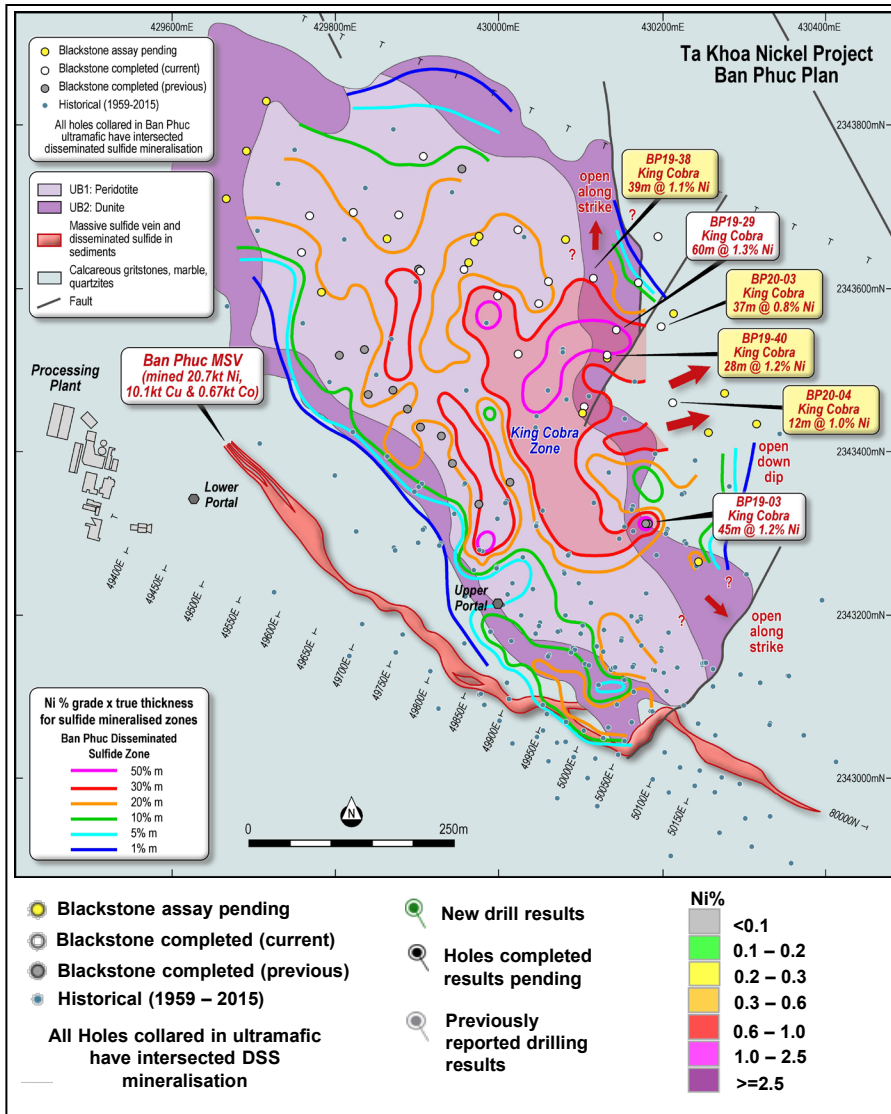 429600mE
429800mE
430000mE
430200mE
430400mE
Blackstone assay pending
Blackstone completed (current)
Blackstone completed (previous)
Historical (1959-2015)
All holes collared in Ban Phuc
ultramafic have intersected
disseminated sulfide mineralisation
UB1: Peridotite
UB2: Dunite
Massive sulfide vein and
disseminated sulfide in
sediments
Calcareous gritstones, marble,
quartzites
Fault
Ta Khoa Nickel Project
Ban Phuc Plan
2343800mN
2343600mN
2343400mN
2343200mN
2343000mN
BP19-38
King Cobra
39m @ 1.1% Ni
open
along
strike
?
?
BP19-29
King Cobra
60m @ 1.3% Ni
BP20-03
King Cobra
37m @ 0.8% Ni
BP19-40
King Cobra
28m @ 1.2% Ni
BP20-04
King Cobra
12m @ 1.0% Ni
open
down
dip
BP19-03
King Cobra
45m @ 1.2% Ni
King Cobra
Zone
Ban Phuc MSV
(mined 20.7kt Ni,
10.1kt Cu & 0.67kt Co)
Processing
Plant
Lower
Portal
Upper
Portal
?
?
open
along
strike
49400E
49450E
49500E
49550E
49600E
49650E
49700E
49750E
49800E
49850E
49900E
49950E
50000E
50050E
50100E
50150E
80000N
Ni % grade x true thickness
for sulfide mineralised zones
Ban Phuc Disseminated
Sulfide Zone
50% m
30% m
20% m
10% m
5% m
1% m
N
0
250m
Blackstone assay pending
Blackstone completed (current)
Blackstone completed (previous)
Historical (1959 – 2015)
All Holes collared in ultramafic
have intersected DSS
mineralisation
New drill results
Holes completed
results pending
Previously
reported drilling
results
Ni%
<0.1
0.1 – 0.2
0.2 – 0.3
0.3 – 0.6
0.6 – 1.0
1.0 – 2.5
>=2.5